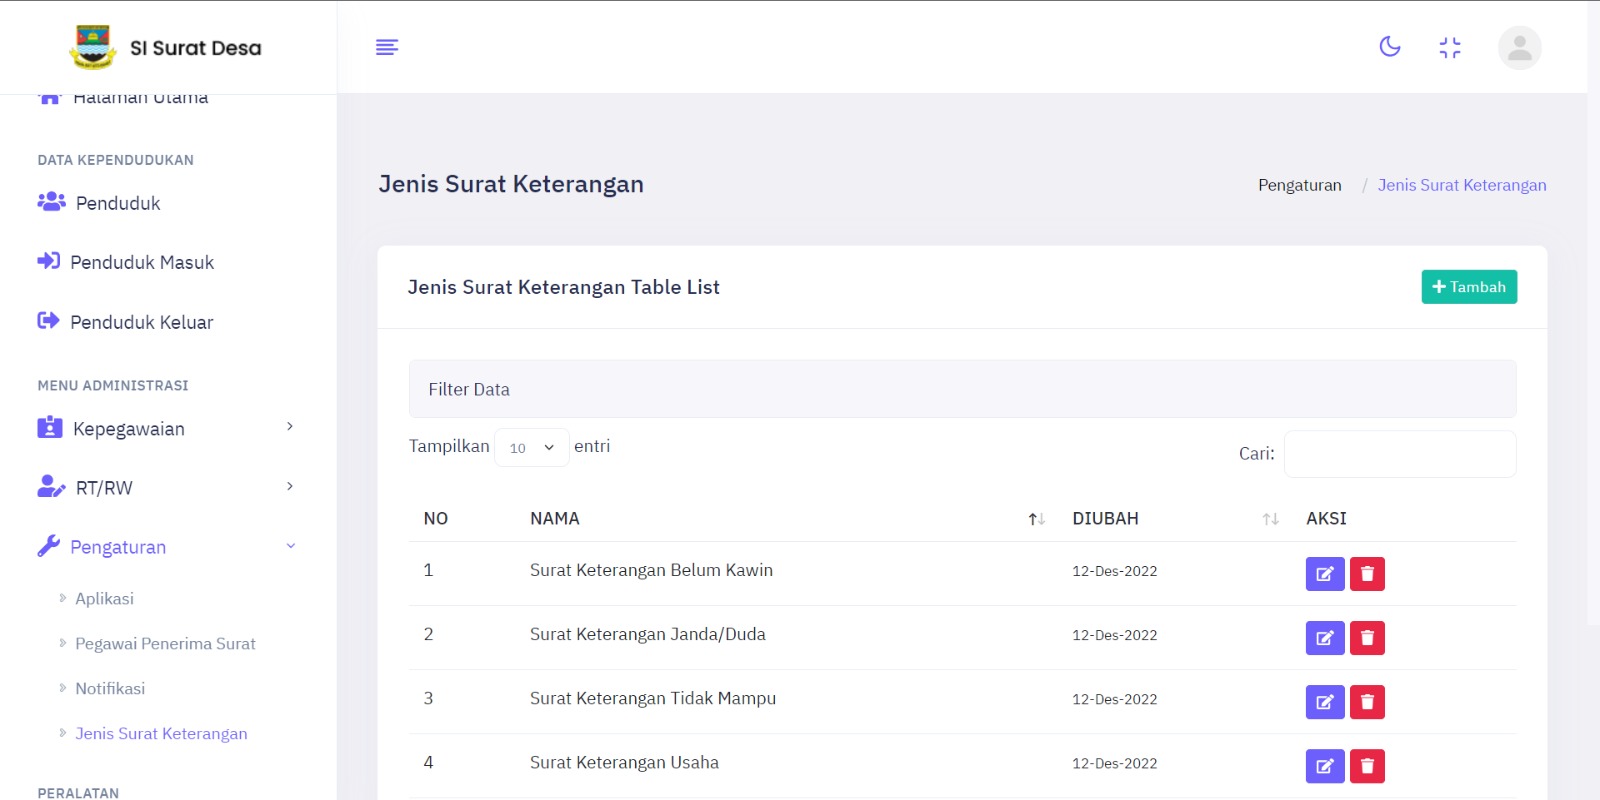 SI Surat Desa
Halaman Utama
DATA KEPENDUDUKAN
Penduduk
Penduduk Masuk
Penduduk Keluar
MENU ADMINISTRASI
Kepegawaian
RT/RW
Pengaturan
Aplikasi
Pegawai Penerima Surat
Notifikasi
Jenis Surat Keterangan
PERALATAN
Jenis Surat Keterangan
Pengaturan / Jenis Surat Keterangan
Jenis Surat Keterangan Table List
Tambah
Filter Data
Tampilkan 10 entri
Cari:
NO NAMA DIUBAH AKSI
1 Surat Keterangan Belum Kawin 12-Des-2022
2 Surat Keterangan Janda/Duda 12-Des-2022
3 Surat Keterangan Tidak Mampu 12-Des-2022
4 Surat Keterangan Usaha 12-Des-2022